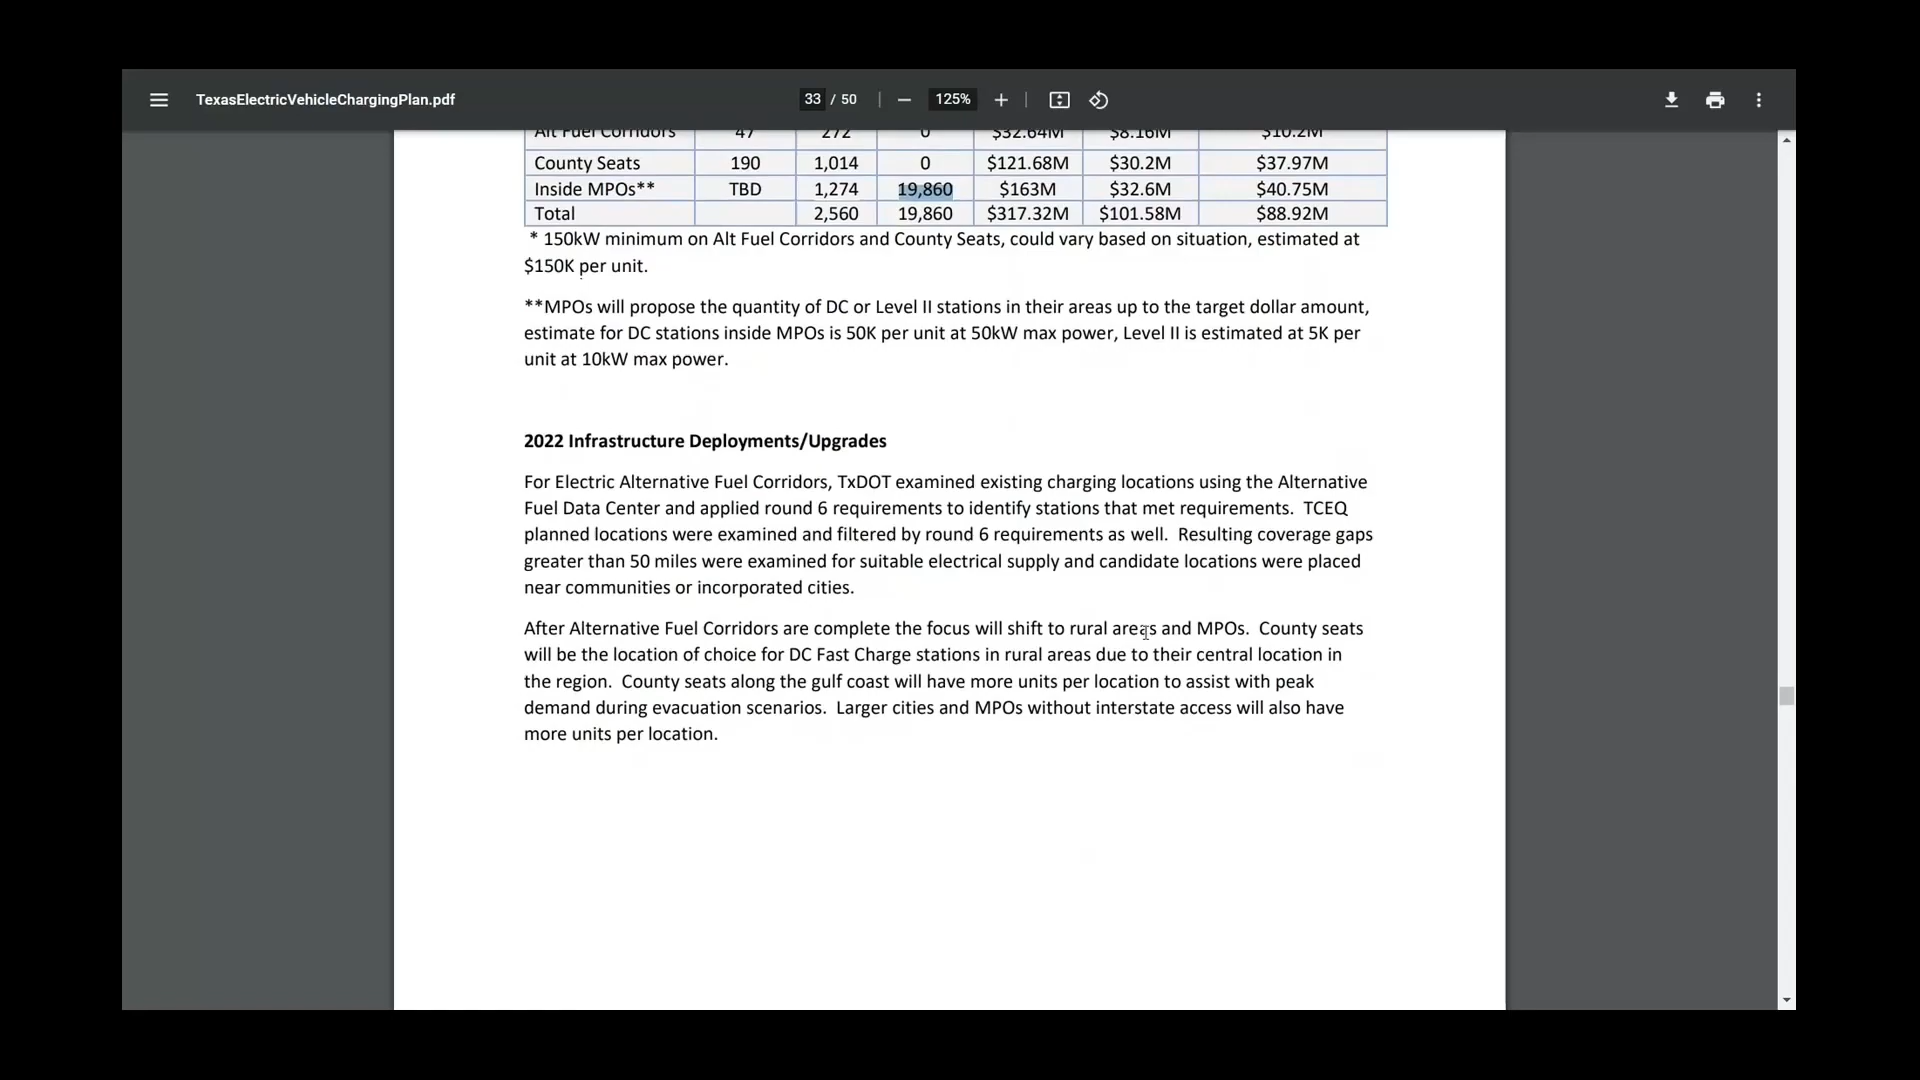 TexasElectricVehicleChargingPlan.pdf 33 / 50 125%
Alt Fuel Corridors 47 272 0 $32.64M $8.16M $10.2M
County Seats 190 1,014 0 $121.68M $30.2M $37.97M
Inside MPOs** TBD 1,274 19,860 $163M $32.6M $40.75M
Total 2,560 19,860 $317.32M $101.58M $88.92M
* 150kW minimum on Alt Fuel Corridors and County Seats, could vary based on situation, estimated at
$150K per unit.
**MPOs will propose the quantity of DC or Level II stations in their areas up to the target dollar amount,
estimate for DC stations inside MPOs is 50K per unit at 50kW max power, Level II is estimated at 5K per
unit at 10kW max power.
2022 Infrastructure Deployments/Upgrades
For Electric Alternative Fuel Corridors, TxDOT examined existing charging locations using the Alternative
Fuel Data Center and applied round 6 requirements to identify stations that met requirements. TCEQ
planned locations were examined and filtered by round 6 requirements as well. Resulting coverage gaps
greater than 50 miles were examined for suitable electrical supply and candidate locations were placed
near communities or incorporated cities.
After Alternative Fuel Corridors are complete the focus will shift to rural areas and MPOs. County seats
will be the location of choice for DC Fast Charge stations in rural areas due to their central location in
the region. County seats along the gulf coast will have more units per location to assist with peak
demand during evacuation scenarios. Larger cities and MPOs without interstate access will also have
more units per location.